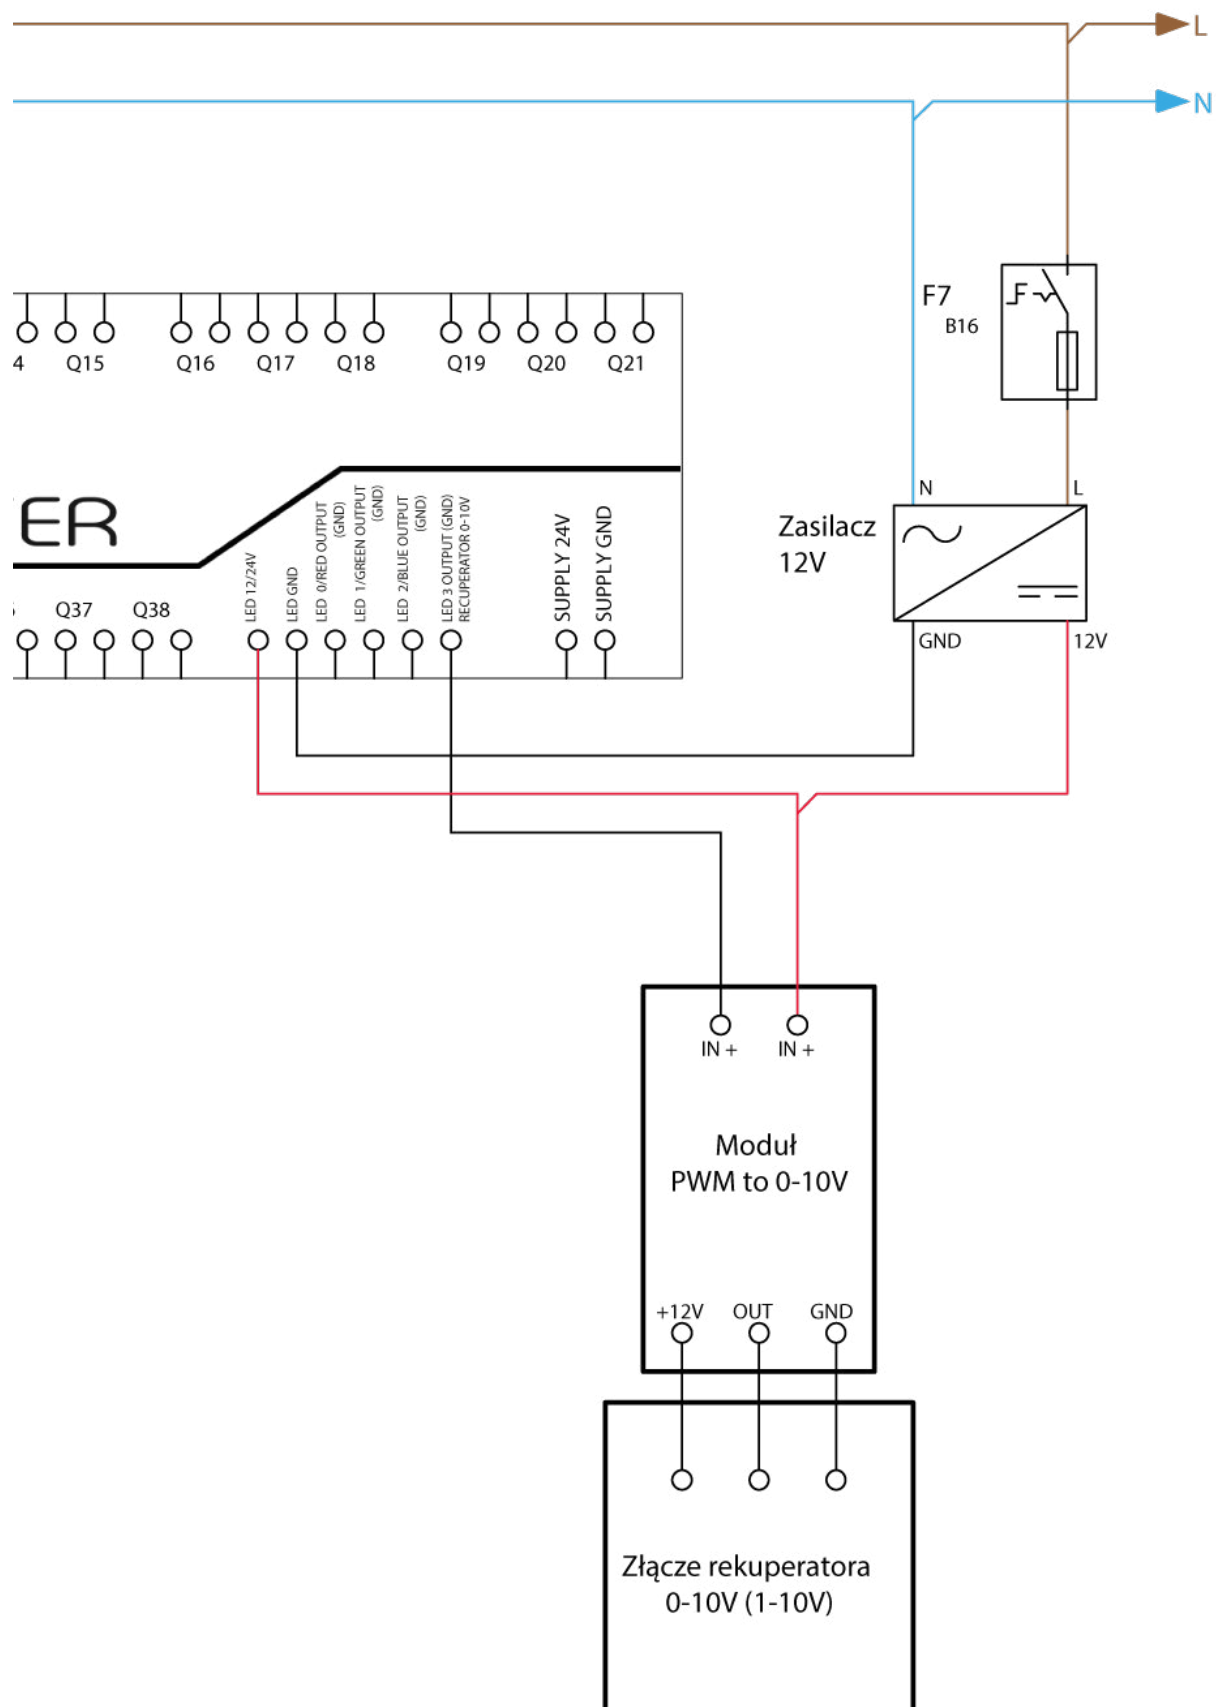 L
N
F7
B16
4
Q15
Q16
Q17
Q18
Q19
Q20
Q21
ER
N
L
Zasilacz
12V
GND
12V
Q37
Q38
LED 12/24V
LED GND
LED 0/RED OUTPUT
(GND)
LED 1/GREEN OUTPUT
(GND)
LED 2/BLUE OUTPUT
(GND)
LED 3 OUTPUT (GND)
RECUPERATOR 0-10V
SUPPLY 24V
SUPPLY GND
IN +
IN +
Moduł
PWM to 0-10V
+12V
OUT
GND
Złącze rekuperatora
0-10V (1-10V)